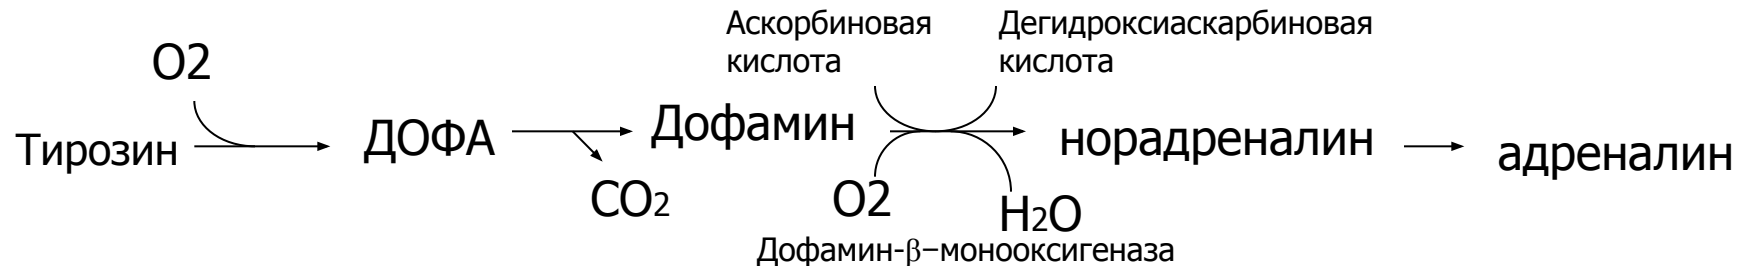 Аскорбиновая
кислота
Дегидроксиаскарбиновая
кислота
O2
Тирозин
ДОФА
Дофамин
норадреналин
адреналин
CO2
O2
H2O
Дофамин-β–монооксигеназа